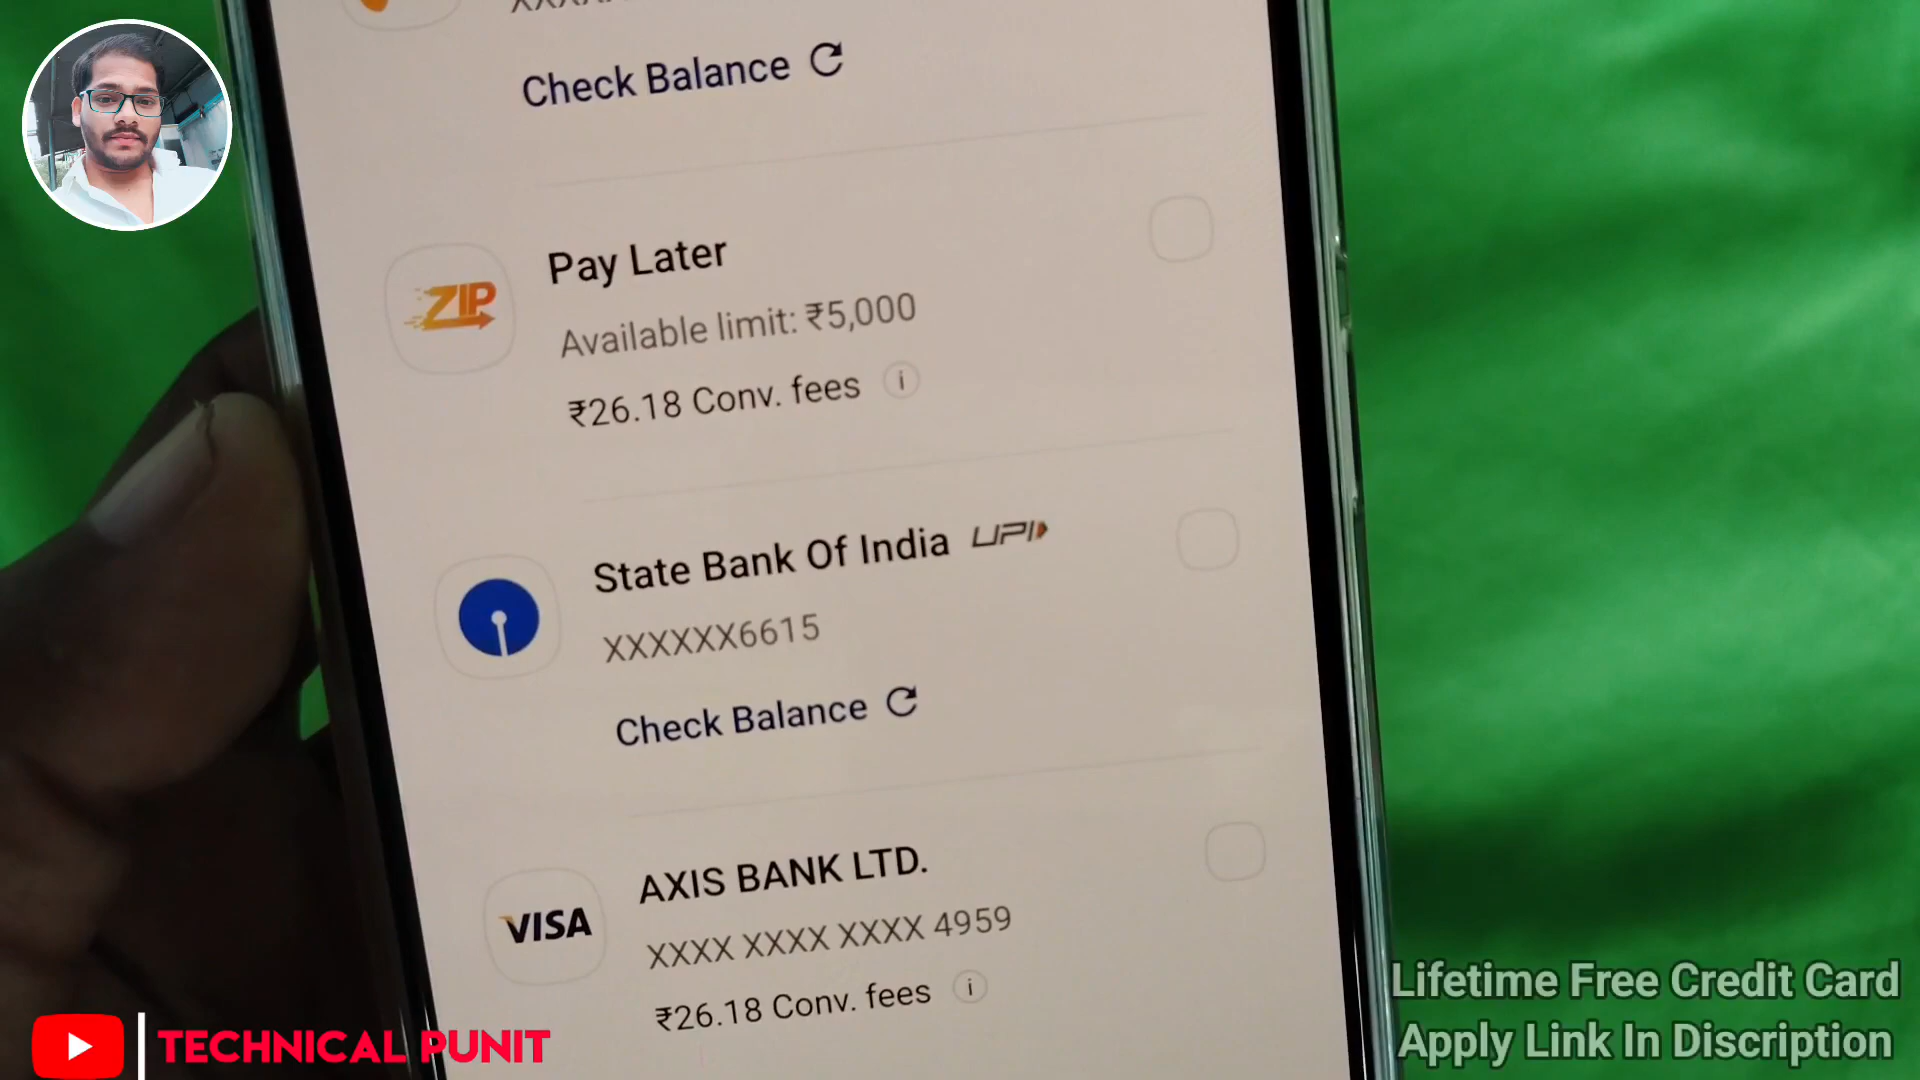 Check Balance
Pay Later
ZIP
Available limit: ₹5,000
₹26.18 Conv. fees i
State Bank Of India UPI
XXXXXX6615
Check Balance
AXIS BANK LTD.
VISA
XXXX XXXX XXXX 4959
₹26.18 Conv. fees i
Lifetime Free Credit Card
Apply Link In Discription
TECHNICAL PUNIT